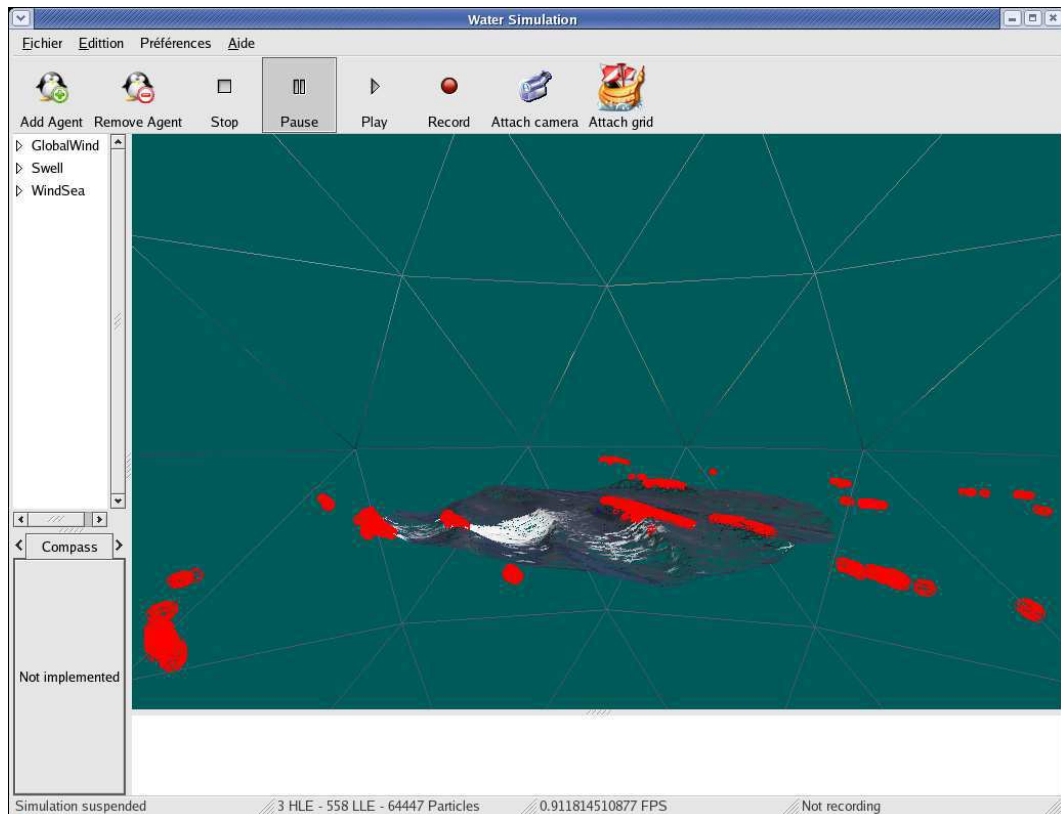 Water Simulation
Fichier Edittion Préférences Aide
Add Agent Remove Agent Stop Pause Play Record Attach camera Attach grid
GlobalWind
Swell
WindSea
Compass
Not implemented
Simulation suspended 3 HLE - 558 LLE - 64447 Particles 0.911814510877 FPS Not recording